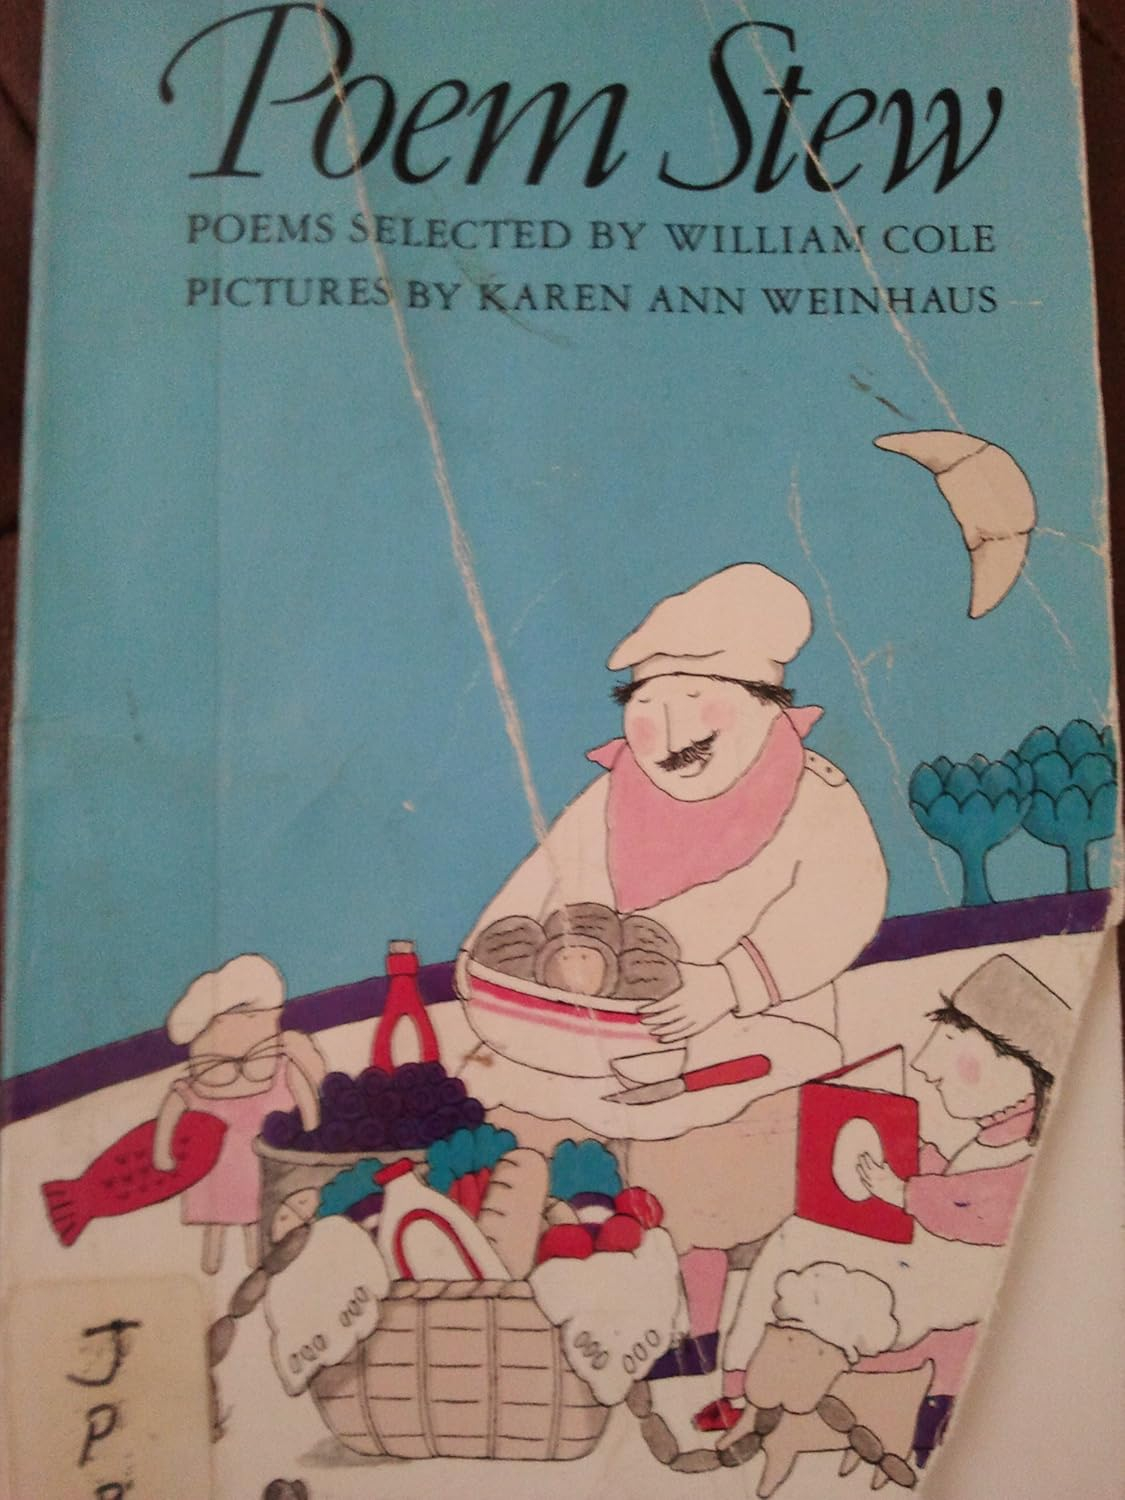 Poem Stew
POEMS SELECTED BY WILLIAM COLE
PICTURES BY KAREN ANN WEINHAUS
J
P